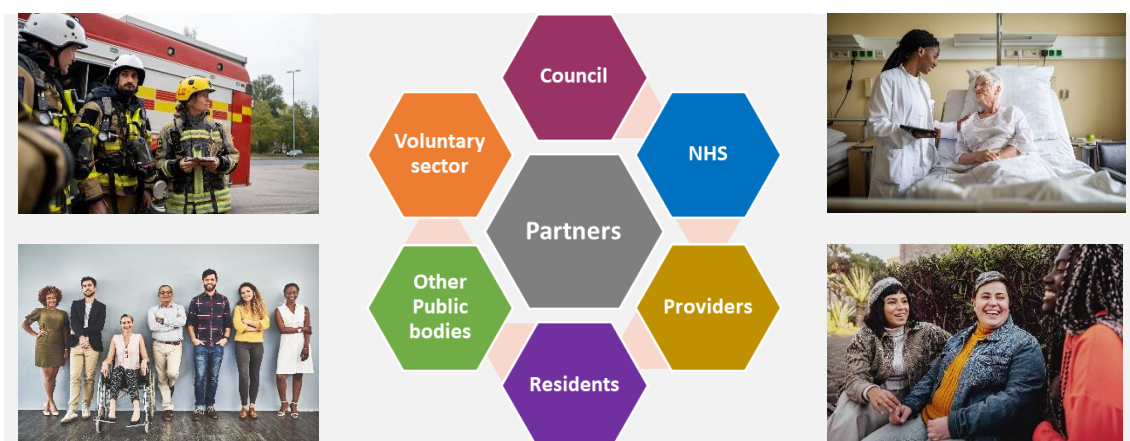 Council
Voluntary
sector
NHS
Partners
Other
Public
bodies
Providers
Residents